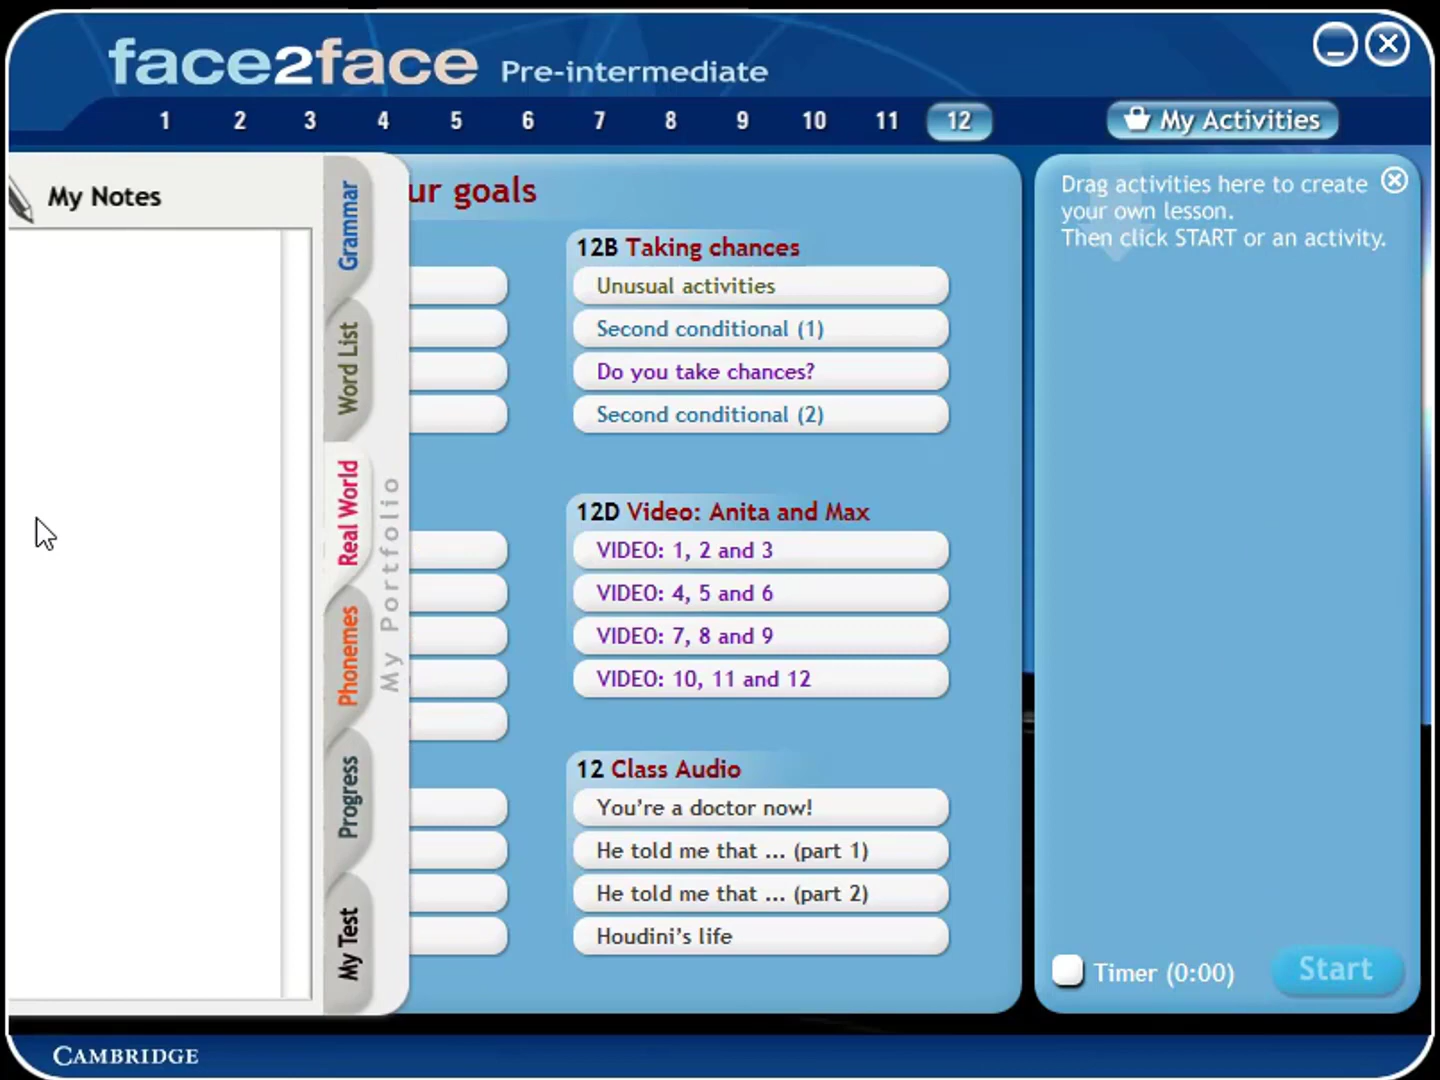 face2face Pre-intermediate
1 2 3 4 5 6 7 8 9 10 11 12
My Activities
My Notes
Grammar
Word List
Real World
Phonemes
Progress
My Test
My Portfolio
ur goals
12B Taking chances
Unusual activities
Second conditional (1)
Do you take chances?
Second conditional (2)
12D Video: Anita and Max
VIDEO: 1, 2 and 3
VIDEO: 4, 5 and 6
VIDEO: 7, 8 and 9
VIDEO: 10, 11 and 12
12 Class Audio
You're a doctor now!
He told me that ... (part 1)
He told me that ... (part 2)
Houdini's life
Drag activities here to create
your own lesson.
Then click START or an activity.
Timer (0:00)
Start
CAMBRIDGE